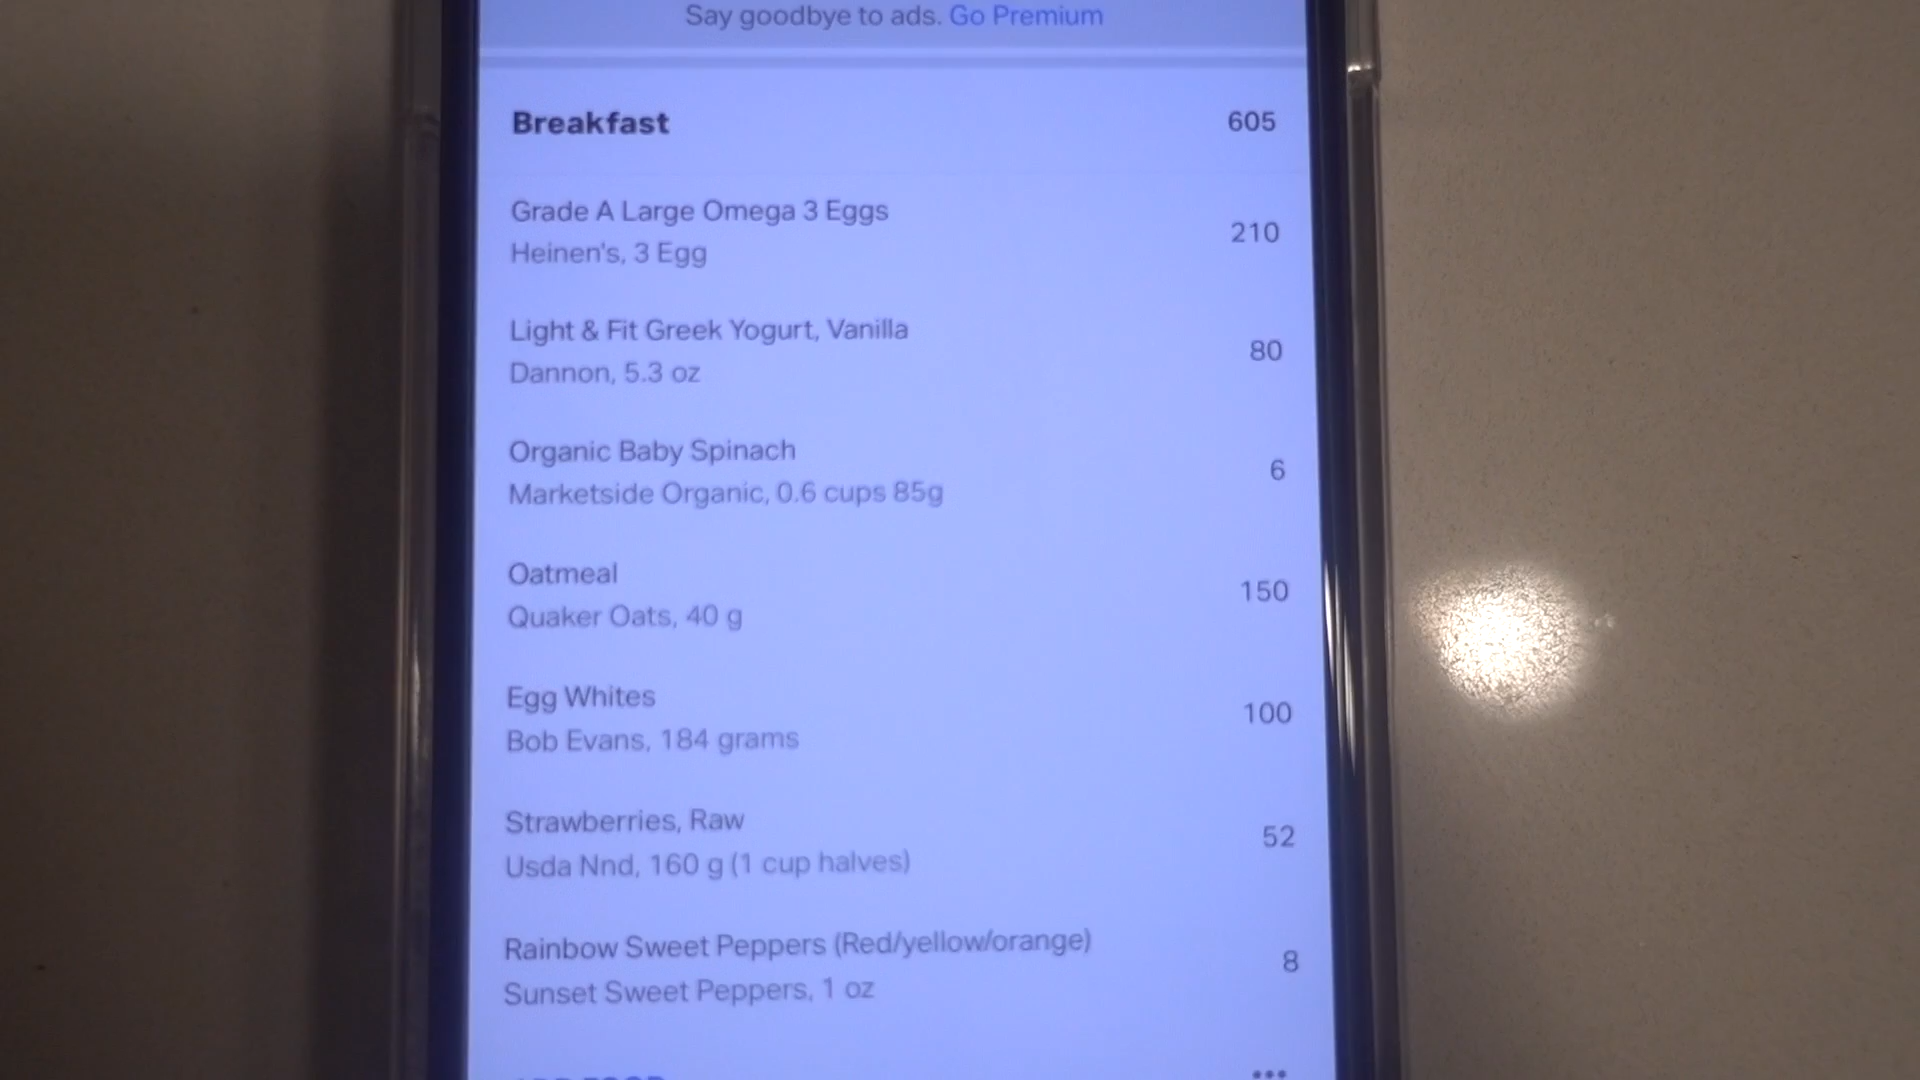 Say goodbye to ads. Go Premium
Breakfast 605
Grade A Large Omega 3 Eggs
Heinen's, 3 Egg 210
Light & Fit Greek Yogurt, Vanilla
Dannon, 5.3 oz 80
Organic Baby Spinach
Marketside Organic, 0.6 cups 85g 6
Oatmeal
Quaker Oats, 40 g 150
Egg Whites
Bob Evans, 184 grams 100
Strawberries, Raw
Usda Nnd, 160 g (1 cup halves) 52
Rainbow Sweet Peppers (Red/yellow/orange)
Sunset Sweet Peppers, 1 oz 8